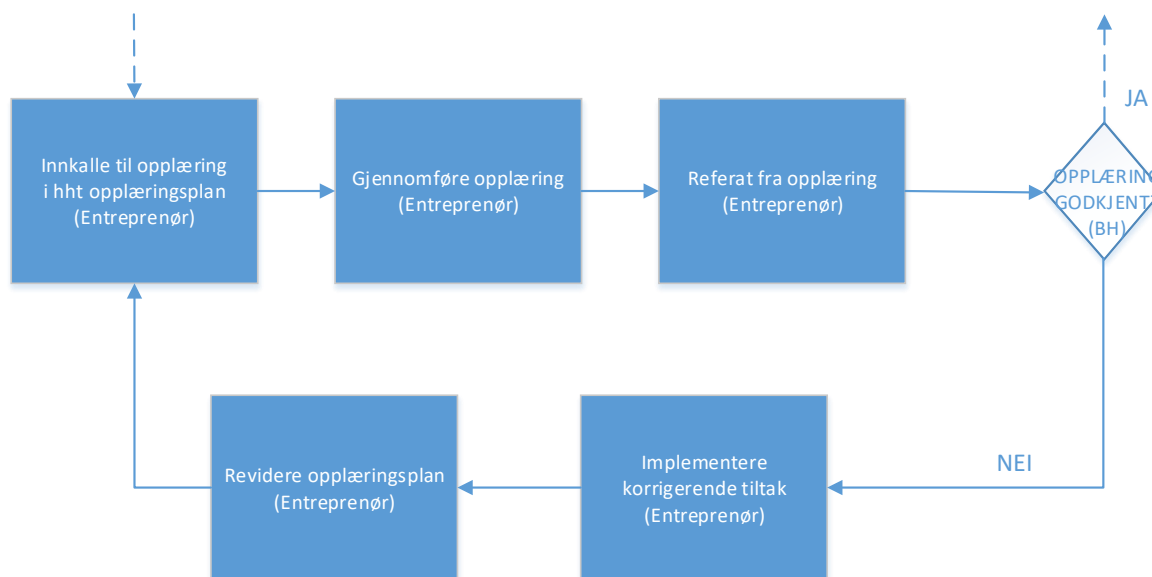 Innkalle til opplæring
i hht opplæringsplan
(Entreprenør)
Gjennomføre opplæring
(Entreprenør)
Referat fra opplæring
(Entreprenør)
JA
OPPLÆRING
GODKJENT
(BH)
NEI
Implementere
korrigerende tiltak
(Entreprenør)
Revidere opplæringsplan
(Entreprenør)